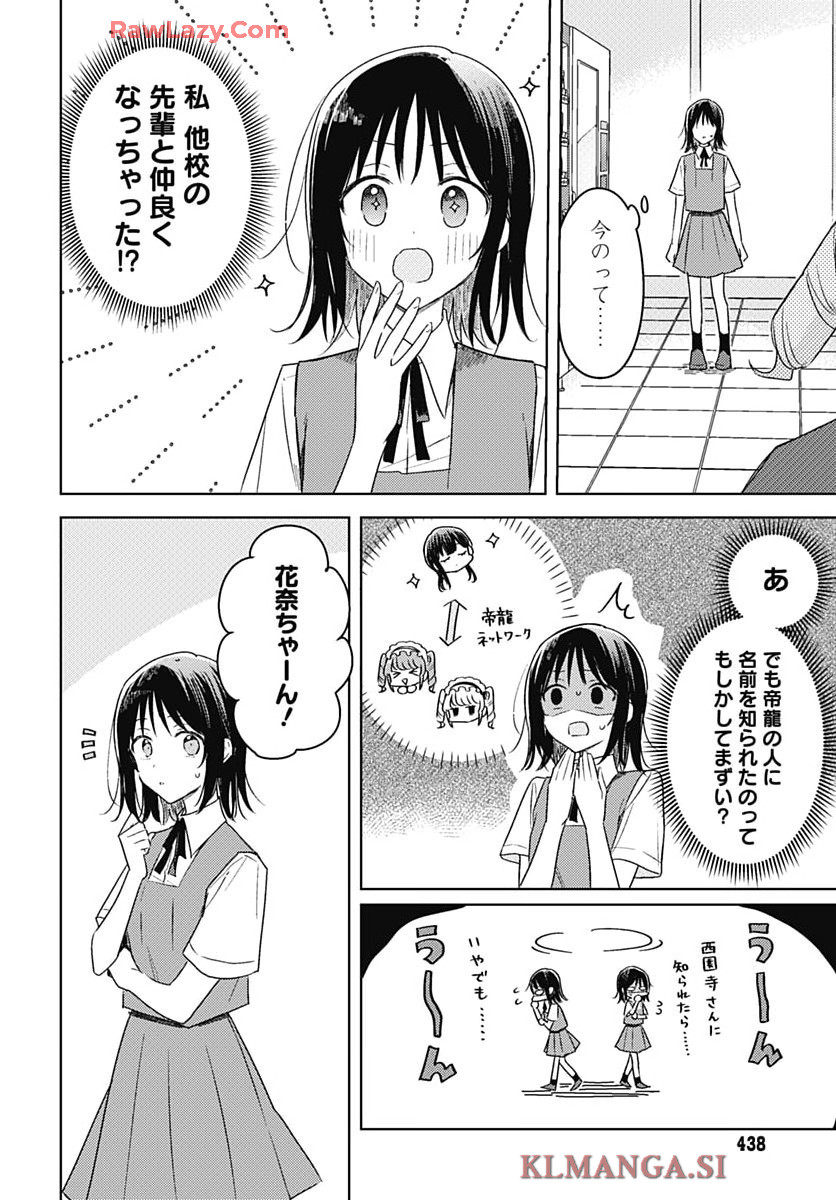 RawLazy.Com
今のって……
私 他校の
先輩と仲良く
なっちゃった!?
あ
でも帝龍の人に
名前を知られたのって
もしかしてまずい?
帝龍
ネットワーク
うーん
西園寺さんに
知られたら……
いやでも……
うーん
花奈ちゃーん!
438
KLMANGA.SI